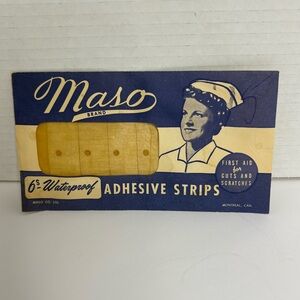 Maso
BRAND
6's Waterproof ADHESIVE STRIPS
FIRST AID
for
CUTS AND
SCRATCHES
MASO CO. LTD. MONTREAL, CAN.